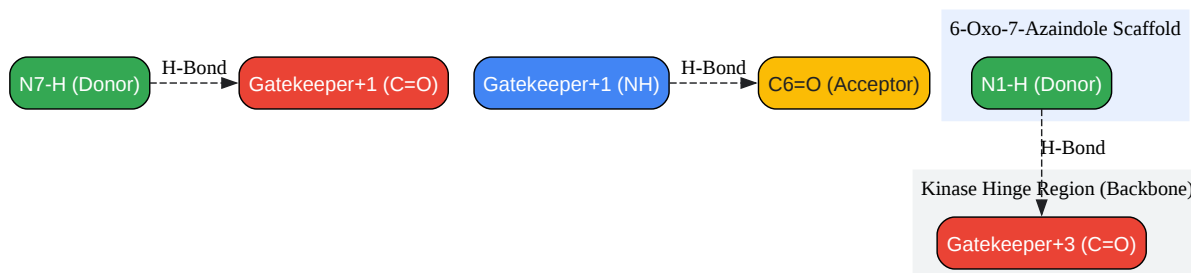 6-Oxo-7-Azaindole Scaffold
N7-H (Donor)
H-Bond
Gatekeeper+1 (C=O)
Gatekeeper+1 (NH)
H-Bond
C6=O (Acceptor)
N1-H (Donor)
H-Bond
Kinase Hinge Region (Backbone)
Gatekeeper+3 (C=O)